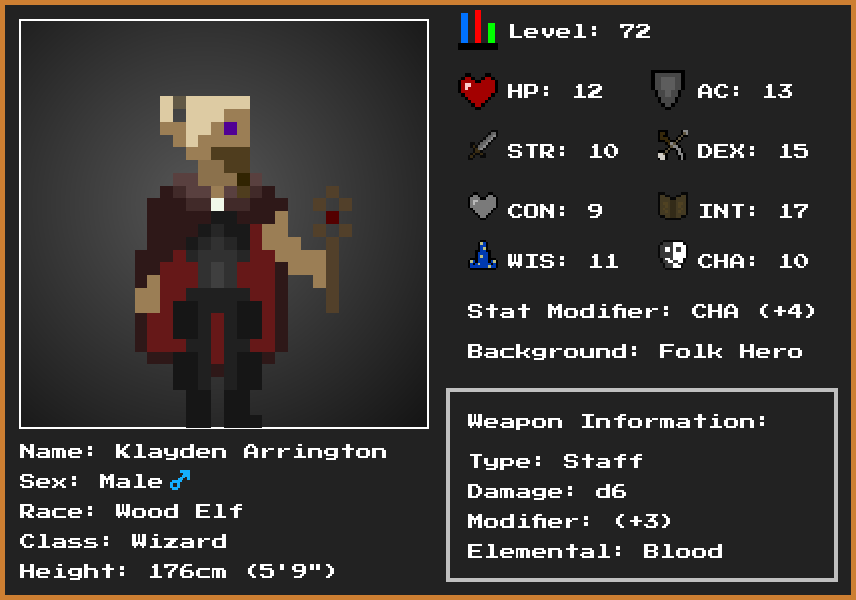 Level: 72
HP: 12 AC: 13
STR: 10 DEX: 15
CON: 9 INT: 17
WIS: 11 CHA: 10
Stat Modifier: CHA (+4)
Background: Folk Hero
Weapon Information:
Type: Staff
Damage: d6
Modifier: (+3)
Elemental: Blood
Name: Klayden Arrington
Sex: Male ♂
Race: Wood Elf
Class: Wizard
Height: 176cm (5'9")